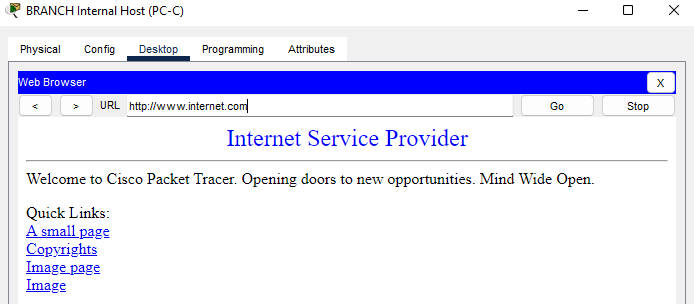 BRANCH Internal Host (PC-C)
Physical Config Desktop Programming Attributes
Web Browser X
< > URL http://www.internet.com Go Stop
Internet Service Provider
Welcome to Cisco Packet Tracer. Opening doors to new opportunities. Mind Wide Open.
Quick Links:
A small page
Copyrights
Image page
Image